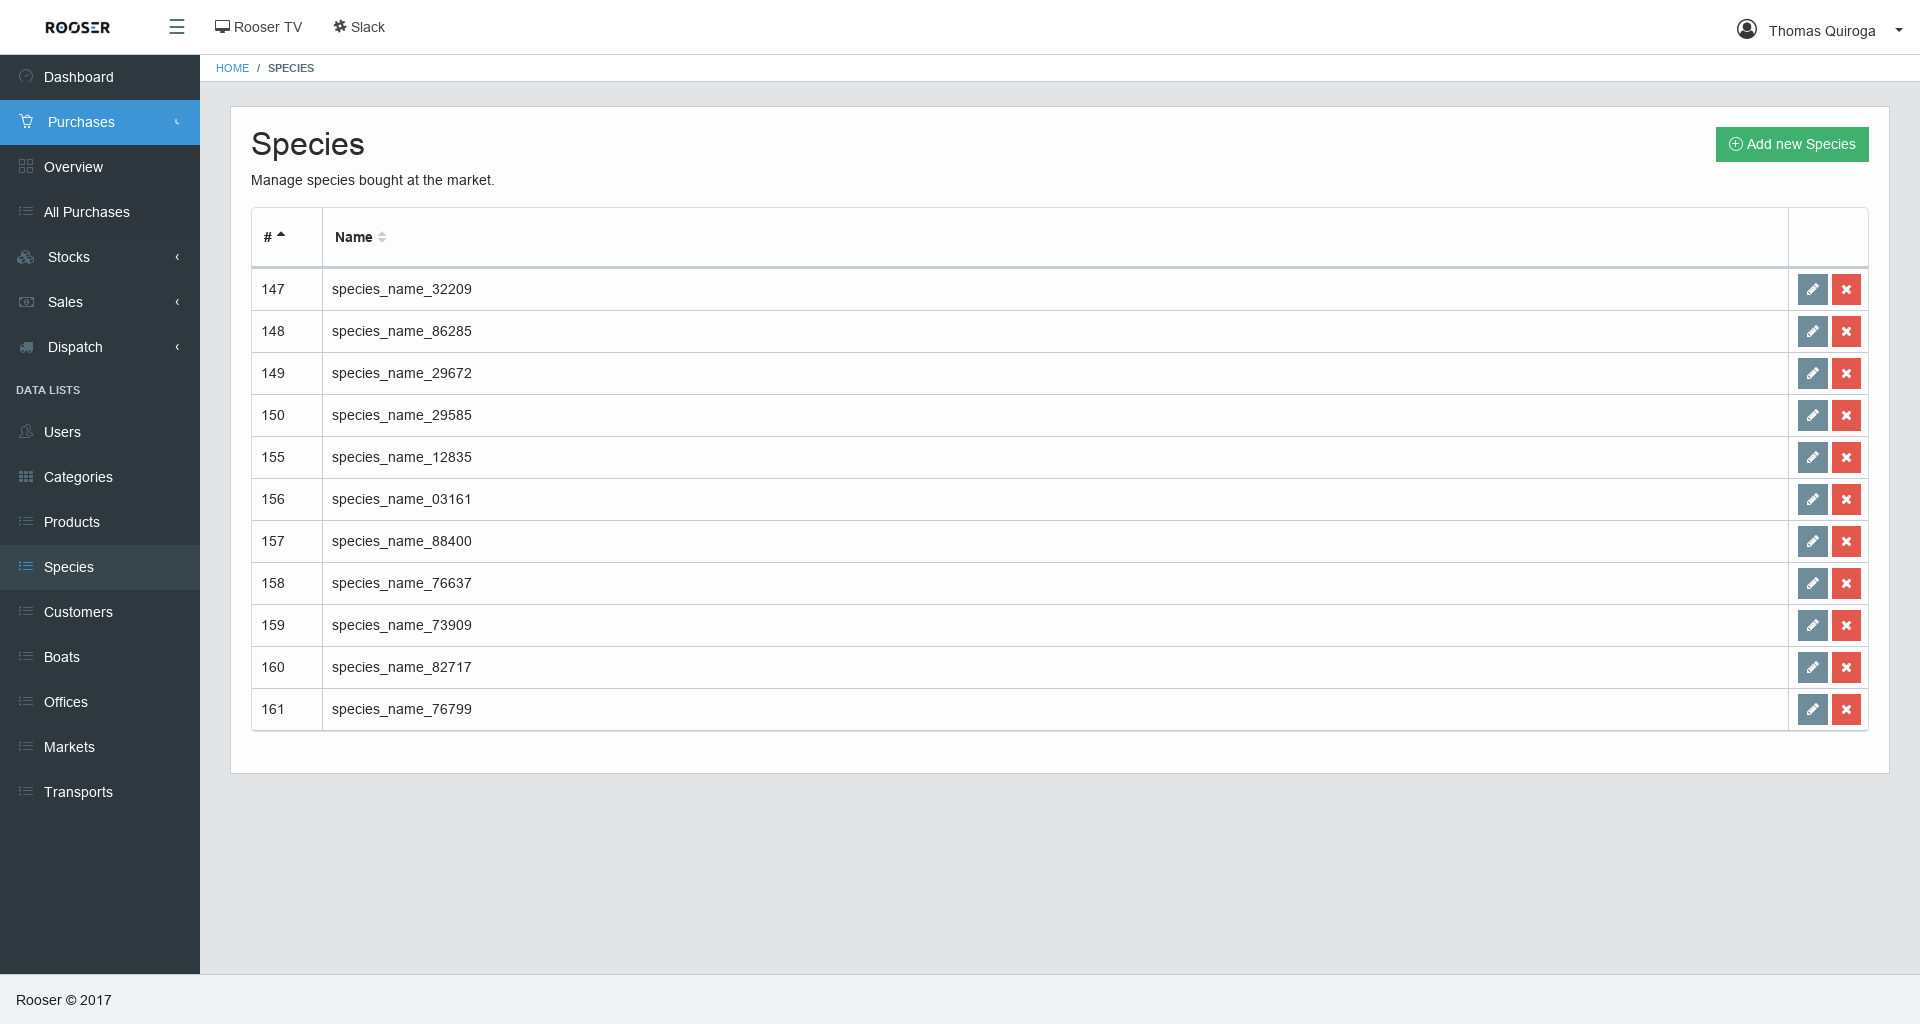 ROOSER
Rooser TV
Slack
Thomas Quiroga
HOME / SPECIES
Dashboard
Purchases
Overview
All Purchases
Stocks
Sales
Dispatch
DATA LISTS
Users
Categories
Products
Species
Customers
Boats
Offices
Markets
Transports
Species
Add new Species
Manage species bought at the market.
# Name
147 species_name_32209
148 species_name_86285
149 species_name_29672
150 species_name_29585
155 species_name_12835
156 species_name_03161
157 species_name_88400
158 species_name_76637
159 species_name_73909
160 species_name_82717
161 species_name_76799
Rooser © 2017